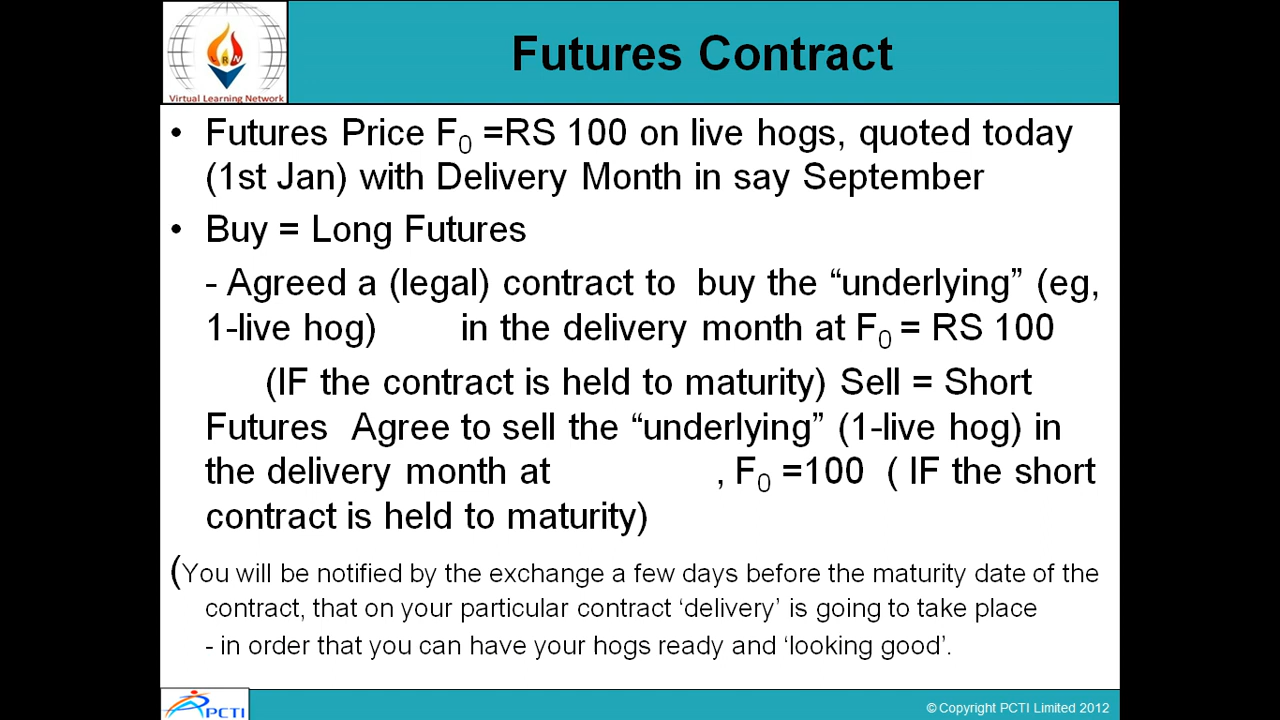 Futures Contract
Virtual Learning Network
• Futures Price F₀ =RS 100 on live hogs, quoted today
(1st Jan) with Delivery Month in say September
• Buy = Long Futures
- Agreed a (legal) contract to buy the “underlying” (eg,
1-live hog) in the delivery month at F₀ = RS 100
(IF the contract is held to maturity) Sell = Short
Futures Agree to sell the “underlying” (1-live hog) in
the delivery month at , F₀ =100 ( IF the short
contract is held to maturity)
(You will be notified by the exchange a few days before the maturity date of the
contract, that on your particular contract ‘delivery’ is going to take place
- in order that you can have your hogs ready and ‘looking good’.
PCTI
© Copyright PCTI Limited 2012